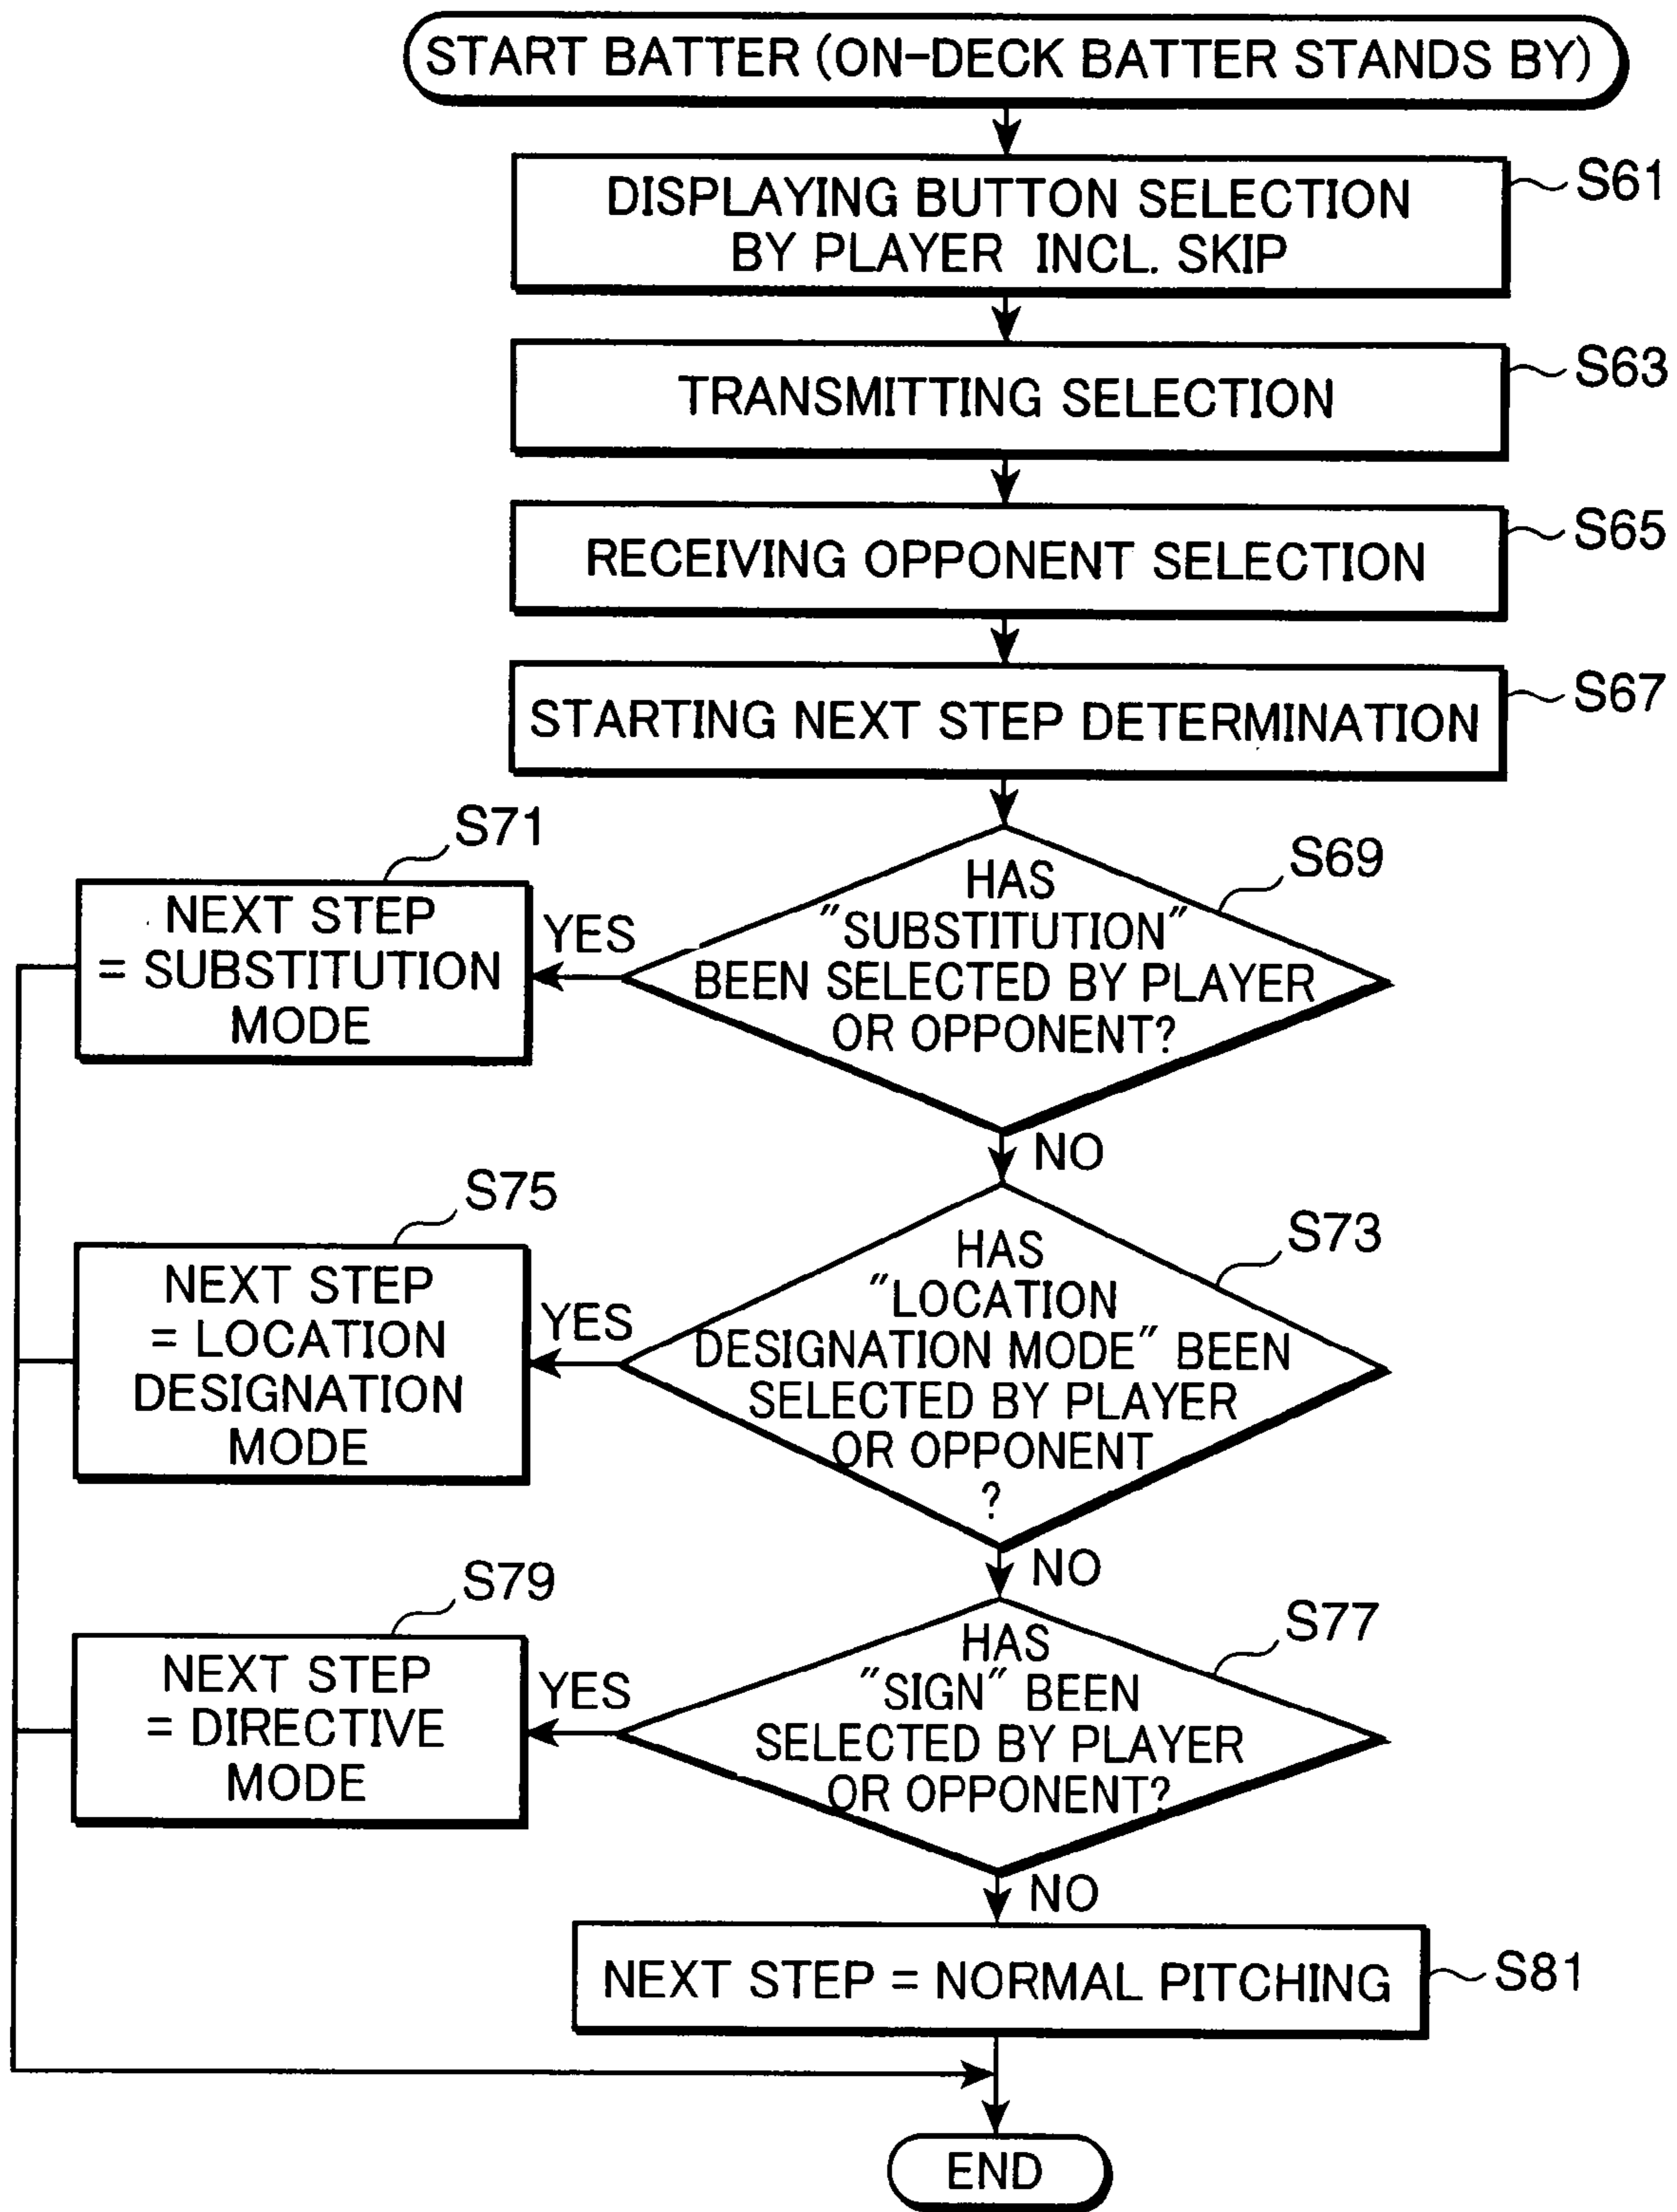 START BATTER (ON-DECK BATTER STANDS BY)
DISPLAYING BUTTON SELECTION
BY PLAYER INCL. SKIP
S61
TRANSMITTING SELECTION
S63
RECEIVING OPPONENT SELECTION
S65
STARTING NEXT STEP DETERMINATION
S67
S69
HAS
"SUBSTITUTION"
BEEN SELECTED BY PLAYER
OR OPPONENT?
YES
S71
NEXT STEP
= SUBSTITUTION
MODE
NO
S73
HAS
"LOCATION
DESIGNATION MODE" BEEN
SELECTED BY PLAYER
OR OPPONENT
?
YES
S75
NEXT STEP
= LOCATION
DESIGNATION
MODE
NO
S77
HAS
"SIGN" BEEN
SELECTED BY PLAYER
OR OPPONENT?
YES
S79
NEXT STEP
= DIRECTIVE
MODE
NO
NEXT STEP = NORMAL PITCHING
S81
END